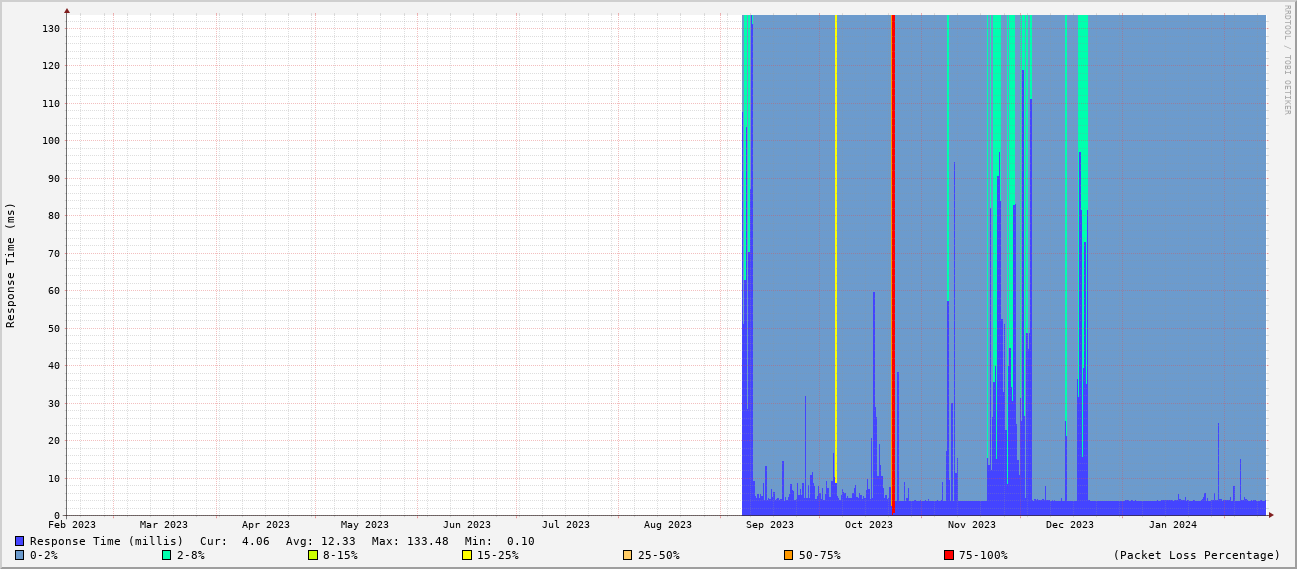 RRDTOOL / TOBI OETIKER
Response Time (ms)
130
120
110
100
90
80
70
60
50
40
30
20
10
0
Feb 2023 Mar 2023 Apr 2023 May 2023 Jun 2023 Jul 2023 Aug 2023 Sep 2023 Oct 2023 Nov 2023 Dec 2023 Jan 2024
Response Time (millis) Cur: 4.06 Avg: 12.33 Max: 133.48 Min: 0.10
0-2% 2-8% 8-15% 15-25% 25-50% 50-75% 75-100% (Packet Loss Percentage)